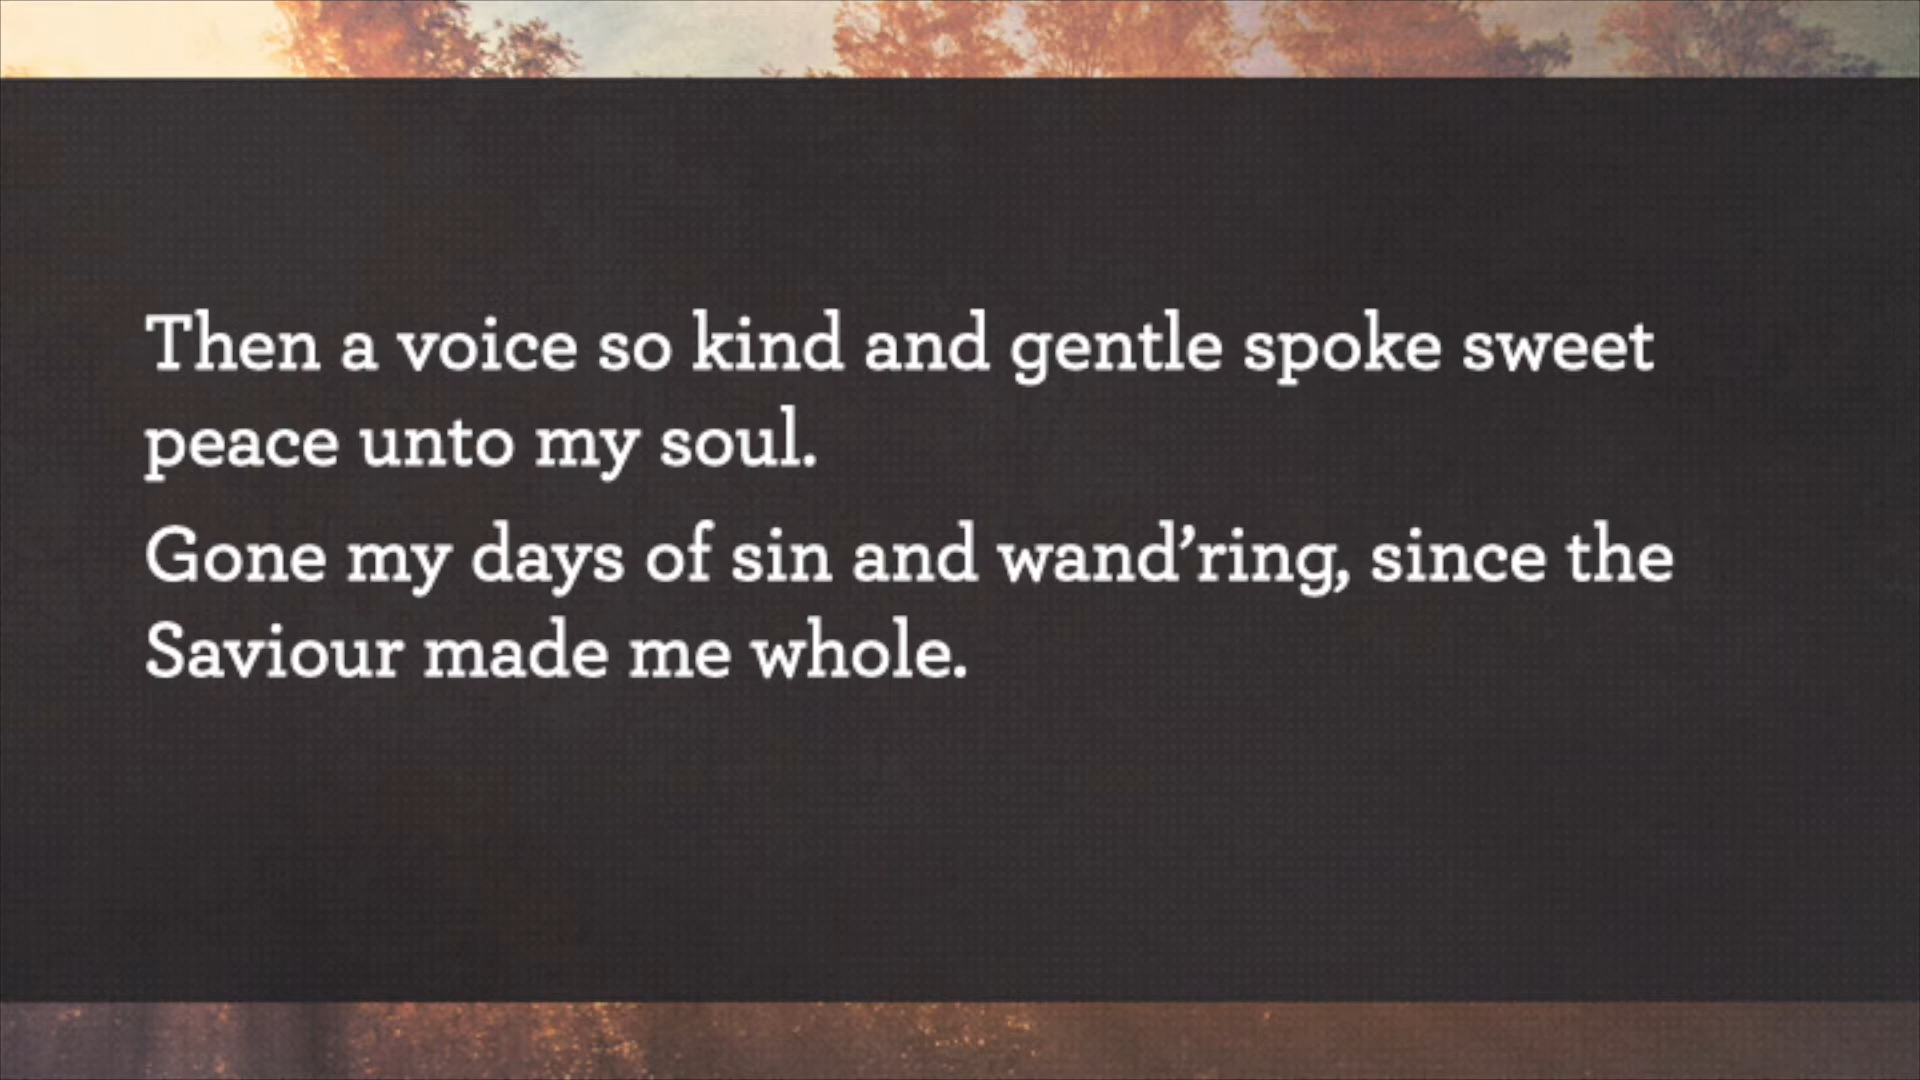 Then a voice so kind and gentle spoke sweet
peace unto my soul.
Gone my days of sin and wand’ring, since the
Saviour made me whole.